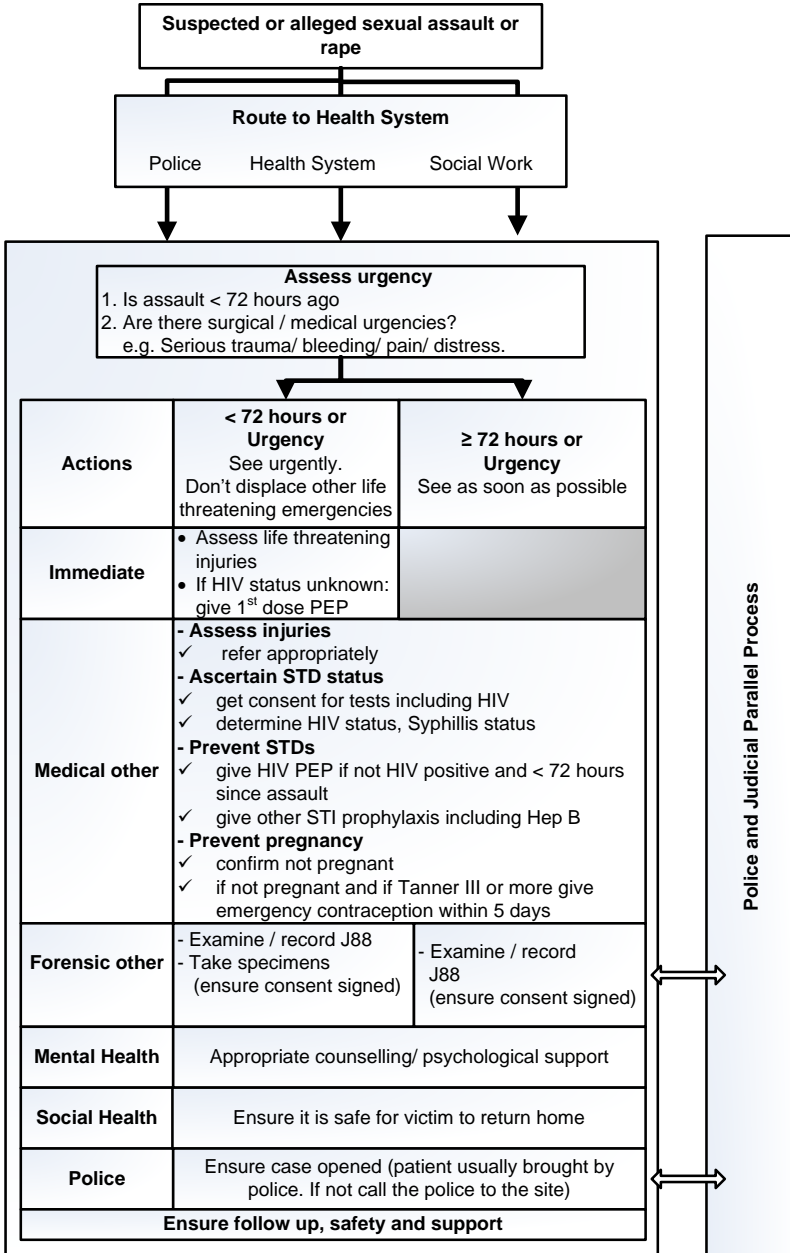 Suspected or alleged sexual assault or
rape
Route to Health System
Police Health System Social Work
Assess urgency
1. Is assault < 72 hours ago
2. Are there surgical / medical urgencies?
e.g. Serious trauma/ bleeding/ pain/ distress.
Actions
< 72 hours or
Urgency
See urgently.
Don't displace other life
threatening emergencies
≥ 72 hours or
Urgency
See as soon as possible
Immediate
• Assess life threatening
injuries
• If HIV status unknown:
give 1st dose PEP
Medical other
- Assess injuries
✓ refer appropriately
- Ascertain STD status
✓ get consent for tests including HIV
✓ determine HIV status, Syphillis status
- Prevent STDs
✓ give HIV PEP if not HIV positive and < 72 hours
since assault
✓ give other STI prophylaxis including Hep B
- Prevent pregnancy
✓ confirm not pregnant
✓ if not pregnant and if Tanner III or more give
emergency contraception within 5 days
Forensic other
- Examine / record J88
- Take specimens
(ensure consent signed)
- Examine / record
J88
(ensure consent signed)
Mental Health
Appropriate counselling/ psychological support
Social Health
Ensure it is safe for victim to return home
Police
Ensure case opened (patient usually brought by
police. If not call the police to the site)
Ensure follow up, safety and support
Police and Judicial Parallel Process